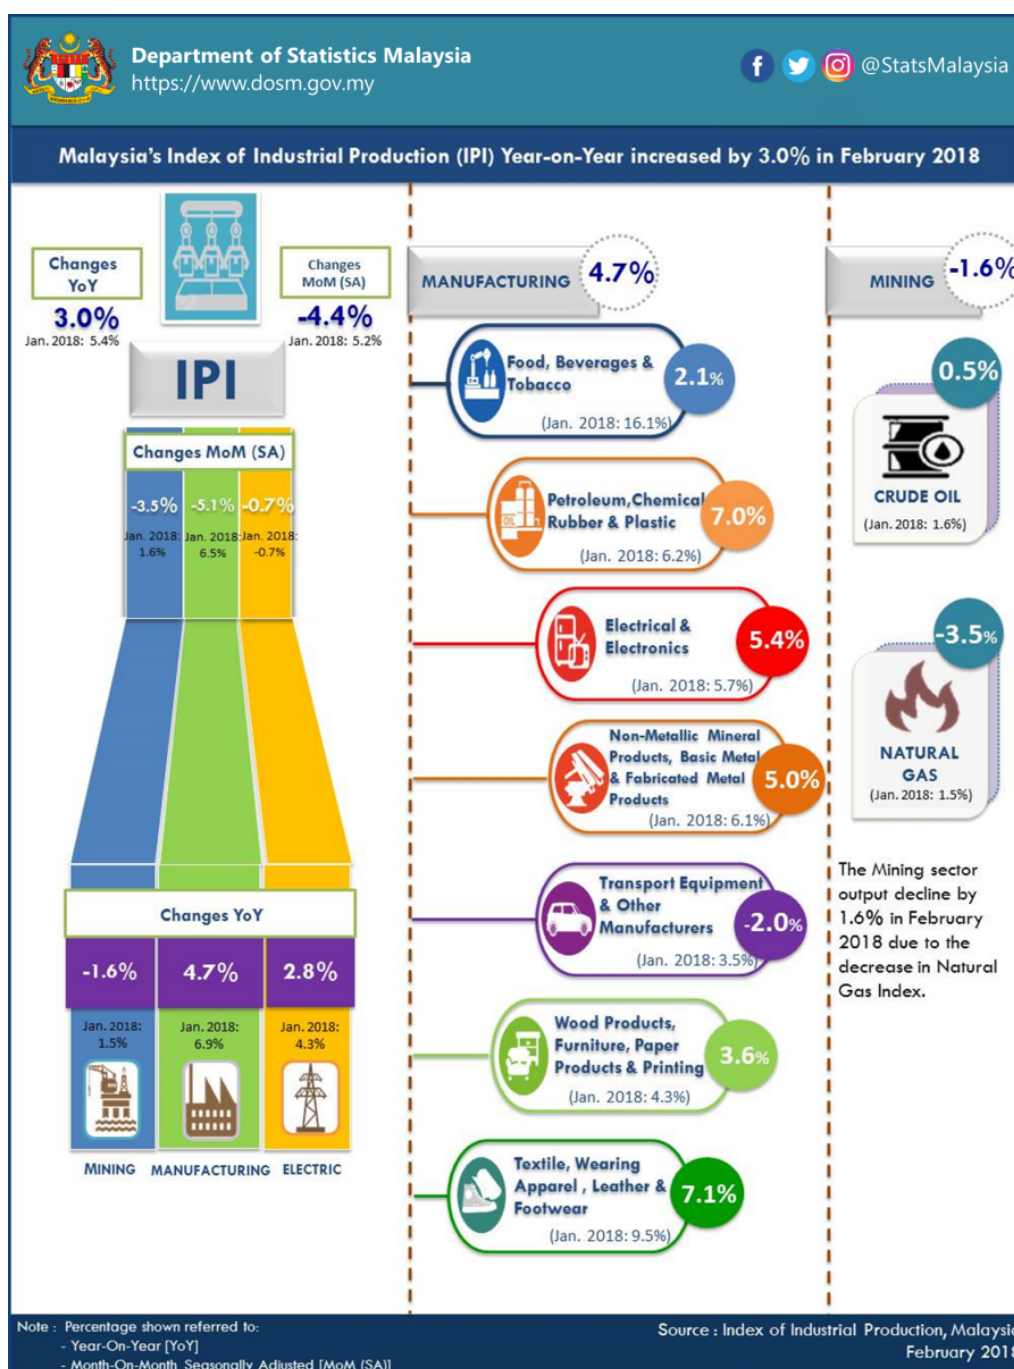 Department of Statistics Malaysia
https://www.dosm.gov.my
@StatsMalaysia
Malaysia's Index of Industrial Production (IPI) Year-on-Year increased by 3.0% in February 2018
Changes
YoY
3.0%
Jan. 2018: 5.4%
Changes
MoM (SA)
-4.4%
Jan. 2018: 5.2%
IPI
Changes MoM (SA)
-3.5% -5.1% -0.7%
Jan. 2018: Jan. 2018: Jan. 2018:
1.6% 6.5% -0.7%
Changes YoY
-1.6% 4.7% 2.8%
Jan. 2018: Jan. 2018: Jan. 2018:
1.5% 6.9% 4.3%
MINING MANUFACTURING ELECTRIC
MANUFACTURING 4.7%
Food, Beverages &
Tobacco
2.1%
(Jan. 2018: 16.1%)
Petroleum,Chemical
Rubber & Plastic
7.0%
(Jan. 2018: 6.2%)
OIL
Electrical &
Electronics
5.4%
(Jan. 2018: 5.7%)
Non-Metallic Mineral
Products, Basic Metal
& Fabricated Metal
Products
5.0%
(Jan. 2018: 6.1%)
Transport Equipment
& Other
Manufacturers
-2.0%
(Jan. 2018: 3.5%)
Wood Products,
Furniture, Paper
Products & Printing
3.6%
(Jan. 2018: 4.3%)
Textile, Wearing
Apparel , Leather &
Footwear
7.1%
(Jan. 2018: 9.5%)
MINING -1.6%
0.5%
CRUDE OIL
(Jan. 2018: 1.6%)
-3.5%
NATURAL
GAS
(Jan. 2018: 1.5%)
The Mining sector
output decline by
1.6% in February
2018 due to the
decrease in Natural
Gas Index.
Note : Percentage shown referred to:
- Year-On-Year [YoY]
- Month-On-Month Seasonally Adjusted [MoM (SA)]
Source : Index of Industrial Production, Malaysia
February 2018